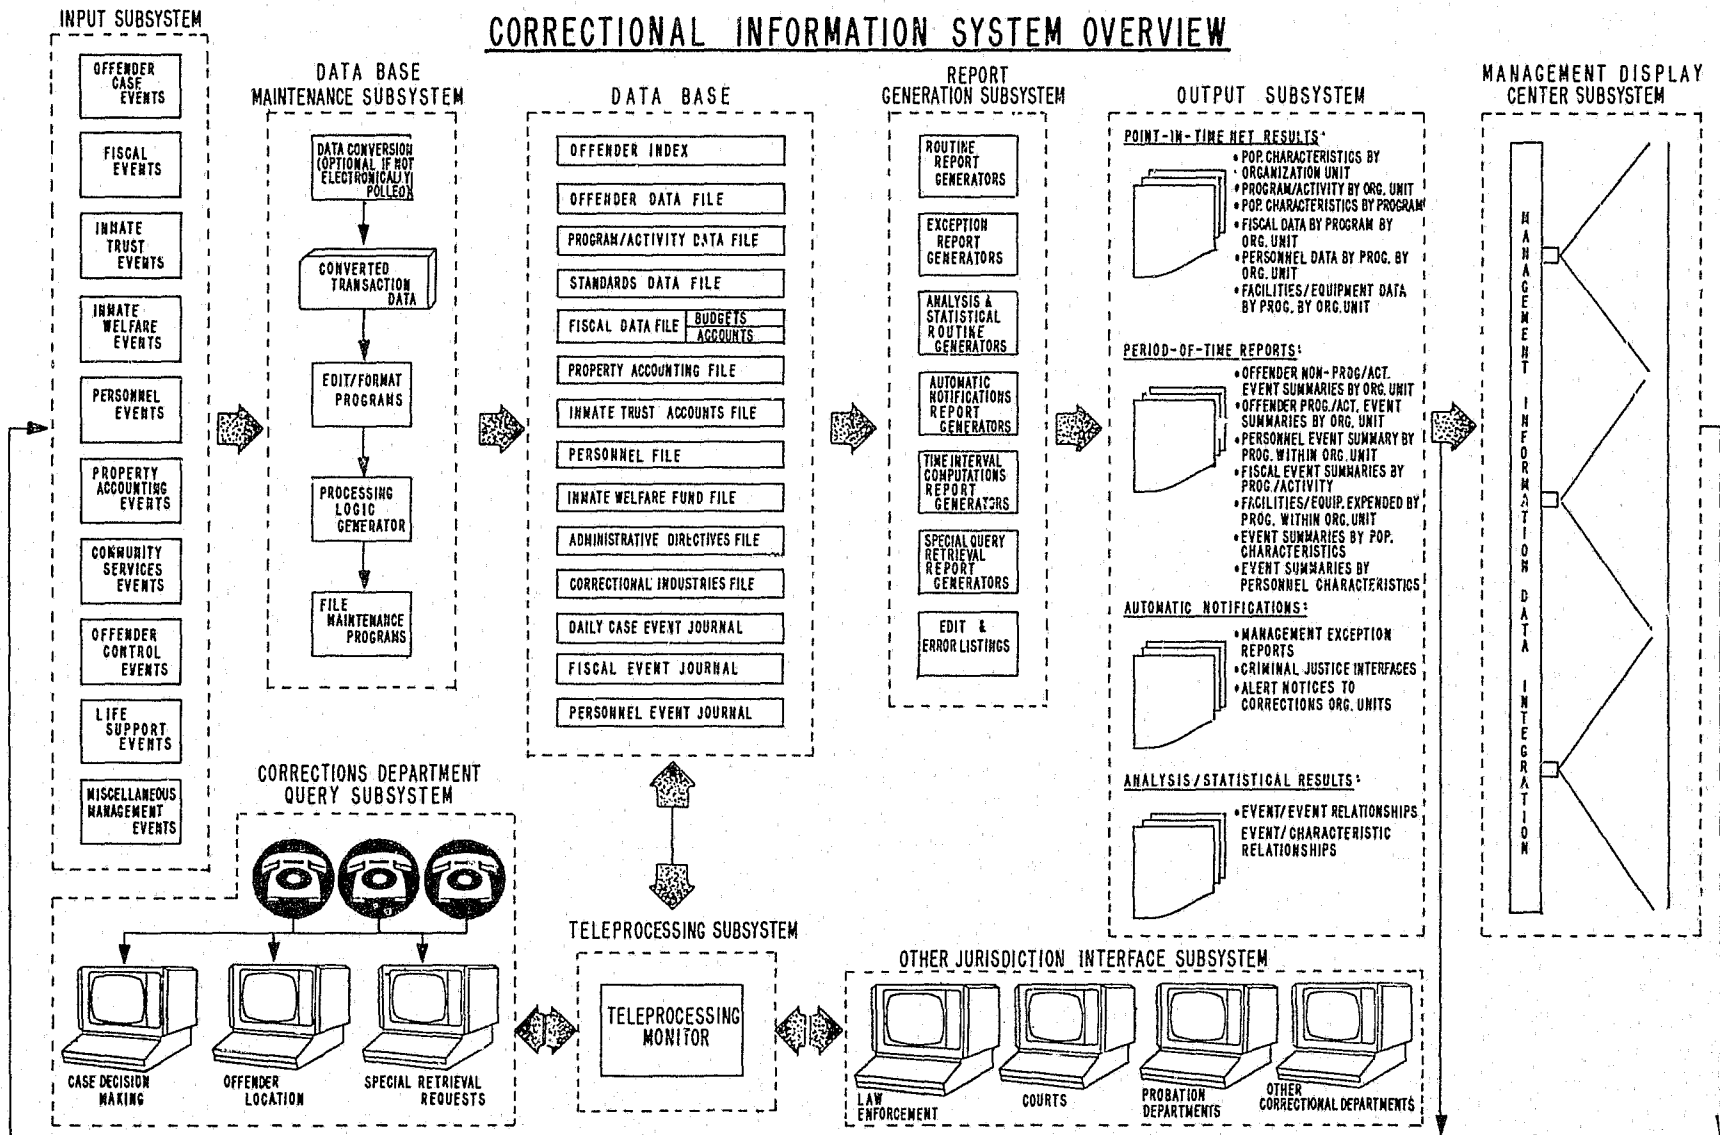 CORRECTIONAL INFORMATION SYSTEM OVERVIEW
INPUT SUBSYSTEM
OFFENDER
CASE
EVENTS
FISCAL
EVENTS
INMATE
TRUST
EVENTS
INMATE
WELFARE
EVENTS
PERSONNEL
EVENTS
PROPERTY
ACCOUNTING
EVENTS
COMMUNITY
SERVICES
EVENTS
OFFENDER
CONTROL
EVENTS
LIFE
SUPPORT
EVENTS
MISCELLANEOUS
MANAGEMENT
EVENTS
DATA BASE
MAINTENANCE SUBSYSTEM
DATA CONVERSION
(OPTIONAL IF NOT
ELECTRONICALLY
POLLED)
CONVERTED
TRANSACTION
DATA
EDIT/FORMAT
PROGRAMS
PROCESSING
LOGIC
GENERATOR
FILE
MAINTENANCE
PROGRAMS
DATA BASE
OFFENDER INDEX
OFFENDER DATA FILE
PROGRAM/ACTIVITY DATA FILE
STANDARDS DATA FILE
FISCAL DATA FILE
BUDGETS
ACCOUNTS
PROPERTY ACCOUNTING FILE
INMATE TRUST ACCOUNTS FILE
PERSONNEL FILE
INMATE WELFARE FUND FILE
ADMINISTRATIVE DIRECTIVES FILE
CORRECTIONAL INDUSTRIES FILE
DAILY CASE EVENT JOURNAL
FISCAL EVENT JOURNAL
PERSONNEL EVENT JOURNAL
REPORT
GENERATION SUBSYSTEM
ROUTINE
REPORT
GENERATORS
EXCEPTION
REPORT
GENERATORS
ANALYSIS &
STATISTICAL
ROUTINE
GENERATORS
AUTOMATIC
NOTIFICATIONS
REPORT
GENERATORS
TIME INTERVAL
COMPUTATIONS
REPORT
GENERATORS
SPECIAL QUERY
RETRIEVAL
REPORT
GENERATORS
EDIT &
ERROR LISTINGS
OUTPUT SUBSYSTEM
POINT-IN-TIME NET RESULTS:
• POP. CHARACTERISTICS BY
ORGANIZATION UNIT
• PROGRAM/ACTIVITY BY ORG. UNIT
• POP. CHARACTERISTICS BY PROGRAM
• FISCAL DATA BY PROGRAM BY
ORG. UNIT
• PERSONNEL DATA BY PROG. BY
ORG. UNIT
• FACILITIES/EQUIPMENT DATA
BY PROG. BY ORG. UNIT
PERIOD-OF-TIME REPORTS:
• OFFENDER NON-PROG/ACT.
EVENT SUMMARIES BY ORG. UNIT
• OFFENDER PROG./ACT. EVENT
SUMMARIES BY ORG. UNIT
• PERSONNEL EVENT SUMMARY BY
PROG. WITHIN ORG. UNIT
• FISCAL EVENT SUMMARIES BY
PROG./ACTIVITY
• FACILITIES/EQUIP. EXPENDED BY
PROG. WITHIN ORG. UNIT
• EVENT SUMMARIES BY POP.
CHARACTERISTICS
• EVENT SUMMARIES BY
PERSONNEL CHARACTERISTICS
AUTOMATIC NOTIFICATIONS:
• MANAGEMENT EXCEPTION
REPORTS
• CRIMINAL JUSTICE INTERFACES
• ALERT NOTICES TO
CORRECTIONS ORG. UNITS
ANALYSIS/STATISTICAL RESULTS:
• EVENT/EVENT RELATIONSHIPS
EVENT/CHARACTERISTIC
RELATIONSHIPS
MANAGEMENT DISPLAY
CENTER SUBSYSTEM
MANAGEMENT INFORMATION DATA INTEGRATION
CORRECTIONS DEPARTMENT
QUERY SUBSYSTEM
CASE DECISION
MAKING
OFFENDER
LOCATION
SPECIAL RETRIEVAL
REQUESTS
TELEPROCESSING SUBSYSTEM
TELEPROCESSING
MONITOR
OTHER JURISDICTION INTERFACE SUBSYSTEM
LAW
ENFORCEMENT
COURTS
PROBATION
DEPARTMENTS
OTHER
CORRECTIONAL DEPARTMENTS